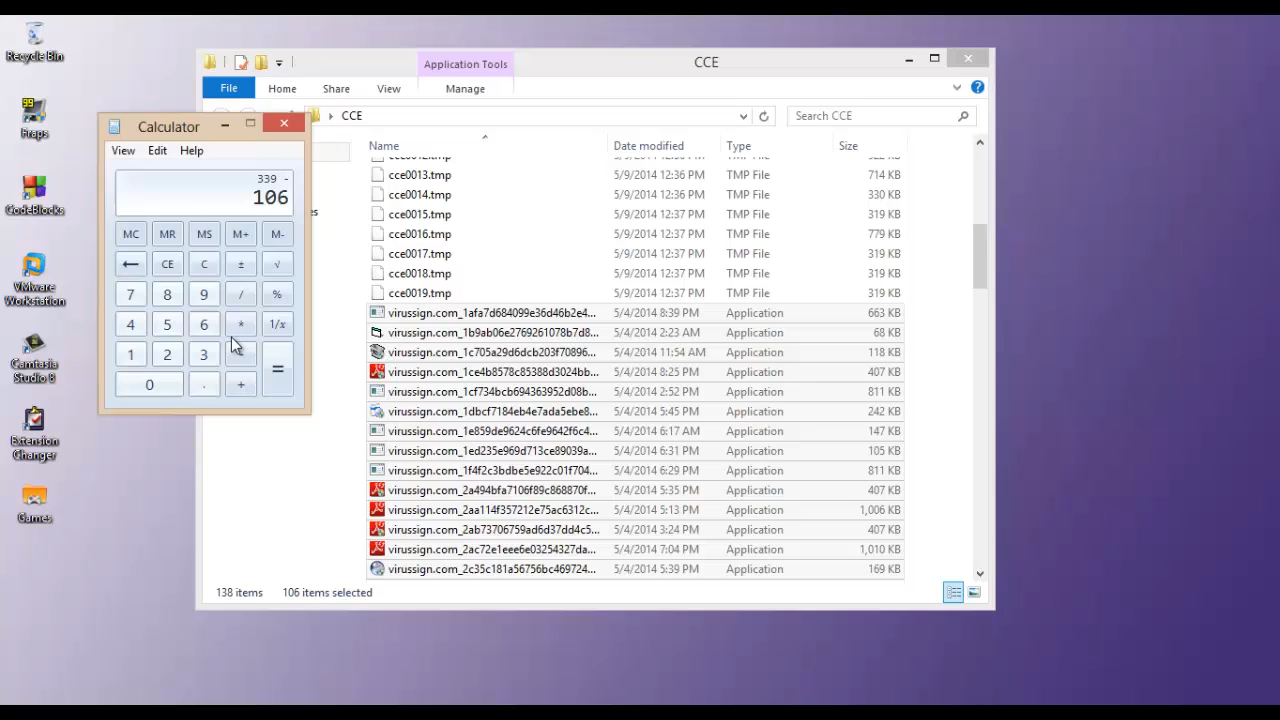 Recycle Bin
Fraps
99
CodeBlocks
VMware
Workstation
Camtasia
Studio 8
Extension
Changer
Games
Application Tools
CCE
File
Home
Share
View
Manage
CCE
Search CCE
Name
Date modified
Type
Size
5/9/2014 12:36 PM
TMP File
cce0013.tmp 5/9/2014 12:36 PM TMP File 714 KB
cce0014.tmp 5/9/2014 12:36 PM TMP File 330 KB
cce0015.tmp 5/9/2014 12:37 PM TMP File 319 KB
cce0016.tmp 5/9/2014 12:37 PM TMP File 779 KB
cce0017.tmp 5/9/2014 12:37 PM TMP File 319 KB
cce0018.tmp 5/9/2014 12:37 PM TMP File 273 KB
cce0019.tmp 5/9/2014 12:37 PM TMP File 319 KB
virussign.com_1afa7d684099e36d46b2e4... 5/4/2014 8:39 PM Application 663 KB
virussign.com_1b9ab06e2769261078b7d8... 5/4/2014 2:23 AM Application 68 KB
virussign.com_1c705a29d6dcb203f70896... 5/4/2014 11:54 AM Application 118 KB
virussign.com_1ce4b8578c85388d3024bb... 5/4/2014 8:25 PM Application 407 KB
virussign.com_1cf734bcb694363952d08b... 5/4/2014 2:52 PM Application 811 KB
virussign.com_1dbcf7184eb4e7ada5ebe8... 5/4/2014 5:45 PM Application 242 KB
virussign.com_1e859de9624c6fe9642f6c4... 5/4/2014 6:17 AM Application 147 KB
virussign.com_1ed235e969d713ce89039a... 5/4/2014 6:31 PM Application 105 KB
virussign.com_1f4f2c3bdbe5e922c01f704... 5/4/2014 6:29 PM Application 811 KB
virussign.com_2a494bfa7106f89c868870f... 5/4/2014 5:35 PM Application 407 KB
virussign.com_2aa114f357212e75ac6312c... 5/4/2014 5:13 PM Application 1,006 KB
virussign.com_2ab73706759ad6d37dd4c5... 5/4/2014 3:24 PM Application 407 KB
virussign.com_2ac72e1eee6e03254327da... 5/4/2014 7:04 PM Application 1,010 KB
virussign.com_2c35c181a56756bc469724... 5/4/2014 5:39 PM Application 169 KB
138 items 106 items selected
Calculator
View Edit Help
339 -
106
MC MR MS M+ M-
← CE C ± √
7 8 9 / %
4 5 6 * 1/x
1 2 3 =
0 . +